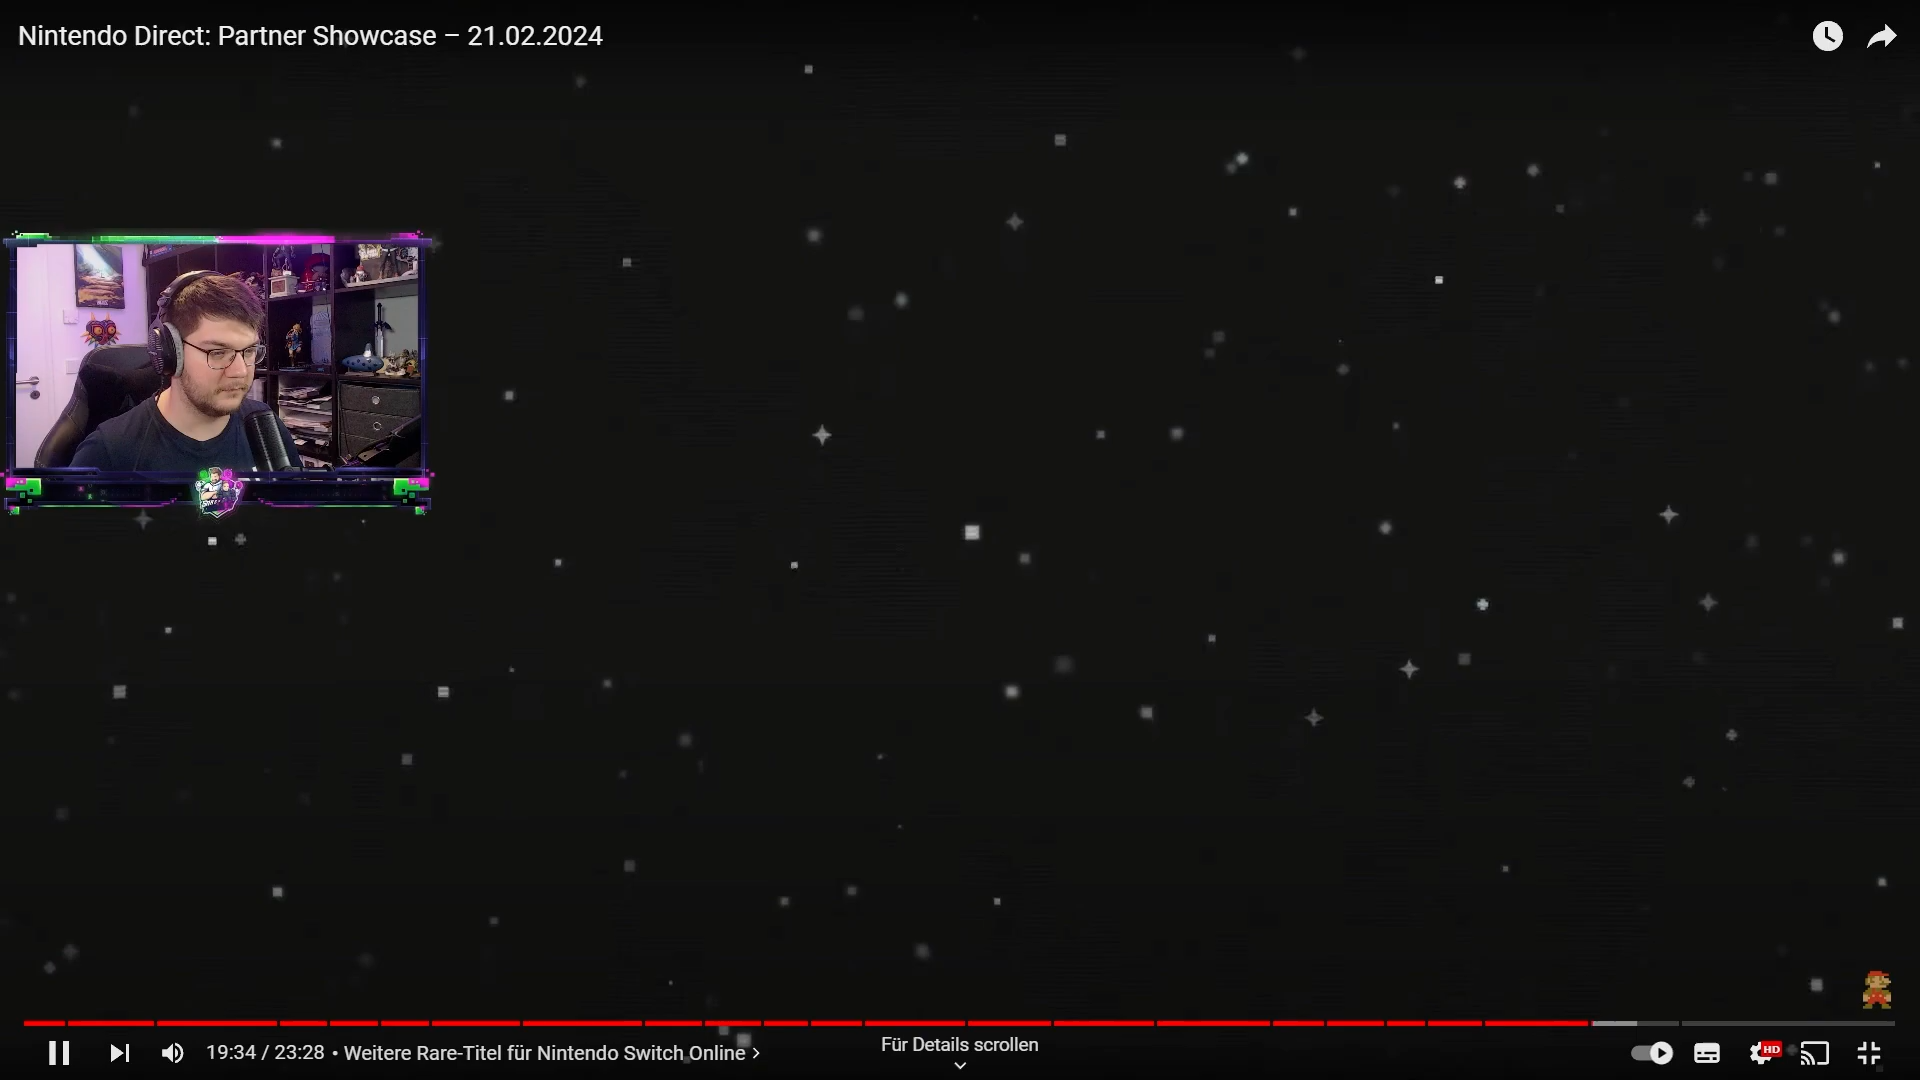 Nintendo Direct: Partner Showcase – 21.02.2024
19:34 / 23:28 • Weitere Rare-Titel für Nintendo Switch Online
Für Details scrollen
HD